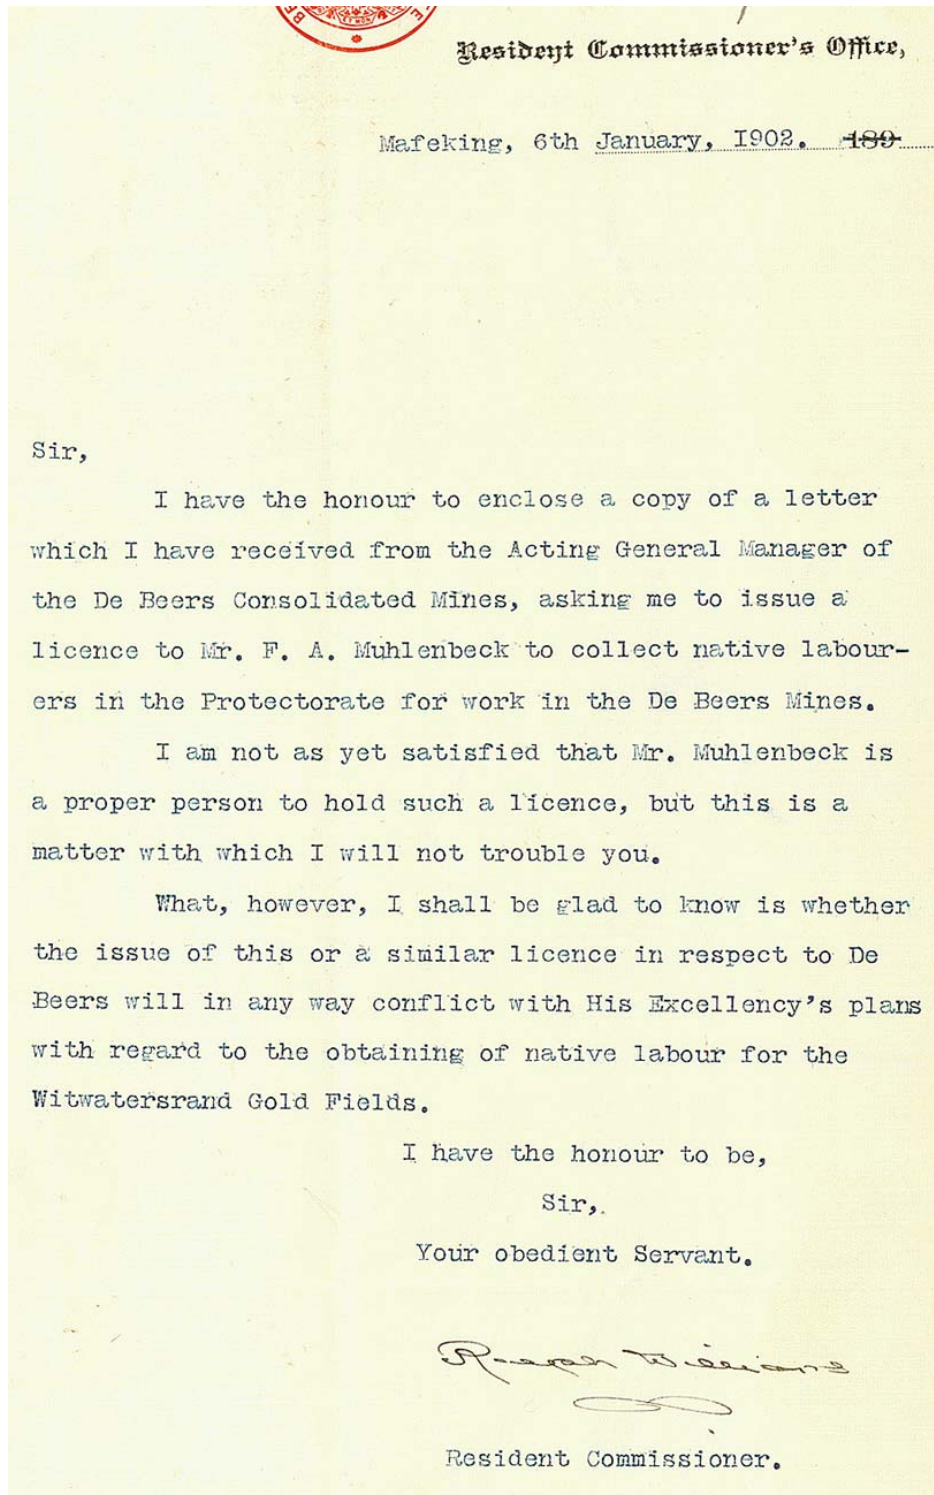 Resident Commissioner's Office,
Mafeking, 6th January, I902. 189
Sir,
I have the honour to enclose a copy of a letter
which I have received from the Acting General Manager of
the De Beers Consolidated Mines, asking me to issue a
licence to Mr. F. A. Muhlenbeck to collect native labour-
ers in the Protectorate for work in the De Beers Mines.
I am not as yet satisfied that Mr. Muhlenbeck is
a proper person to hold such a licence, but this is a
matter with which I will not trouble you.
What, however, I shall be glad to know is whether
the issue of this or a similar licence in respect to De
Beers will in any way conflict with His Excellency's plans
with regard to the obtaining of native labour for the
Witwatersrand Gold Fields.
I have the honour to be,
Sir,
Your obedient Servant.
Williams
Resident Commissioner.